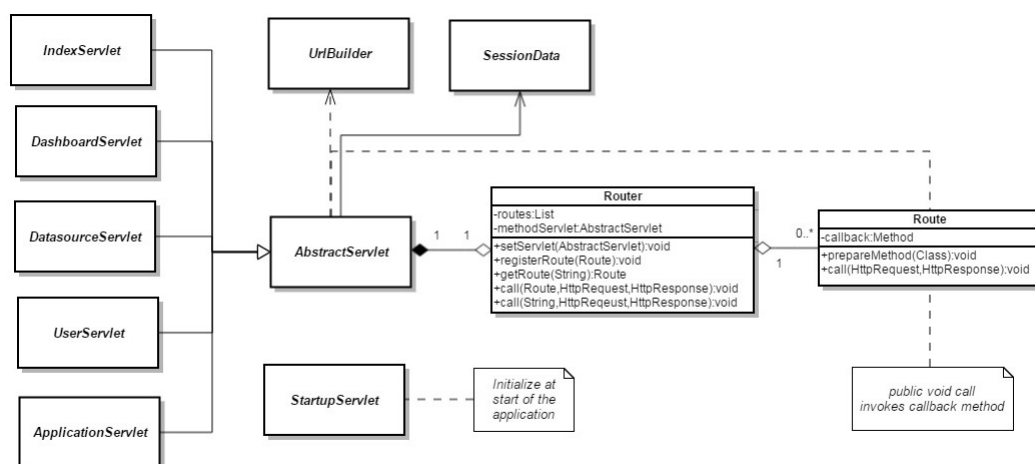 IndexServlet
UrlBuilder
SessionData
DashboardServlet
DatasourceServlet
AbstractServlet
1
1
Router
-routes:List
-methodServlet:AbstractServlet
+setServlet(AbstractServlet):void
+registerRoute(Route):void
+getRoute(String):Route
+call(Route,HttpRequest,HttpResponse):void
+call(String,HttpReqeust,HttpResponse):void
0..*
1
Route
-callback:Method
+prepareMethod(Class):void
+call(HttpRequest,HttpResponse):void
UserServlet
StartupServlet
Initialize at
start of the
application
public void call
invokes callback method
ApplicationServlet